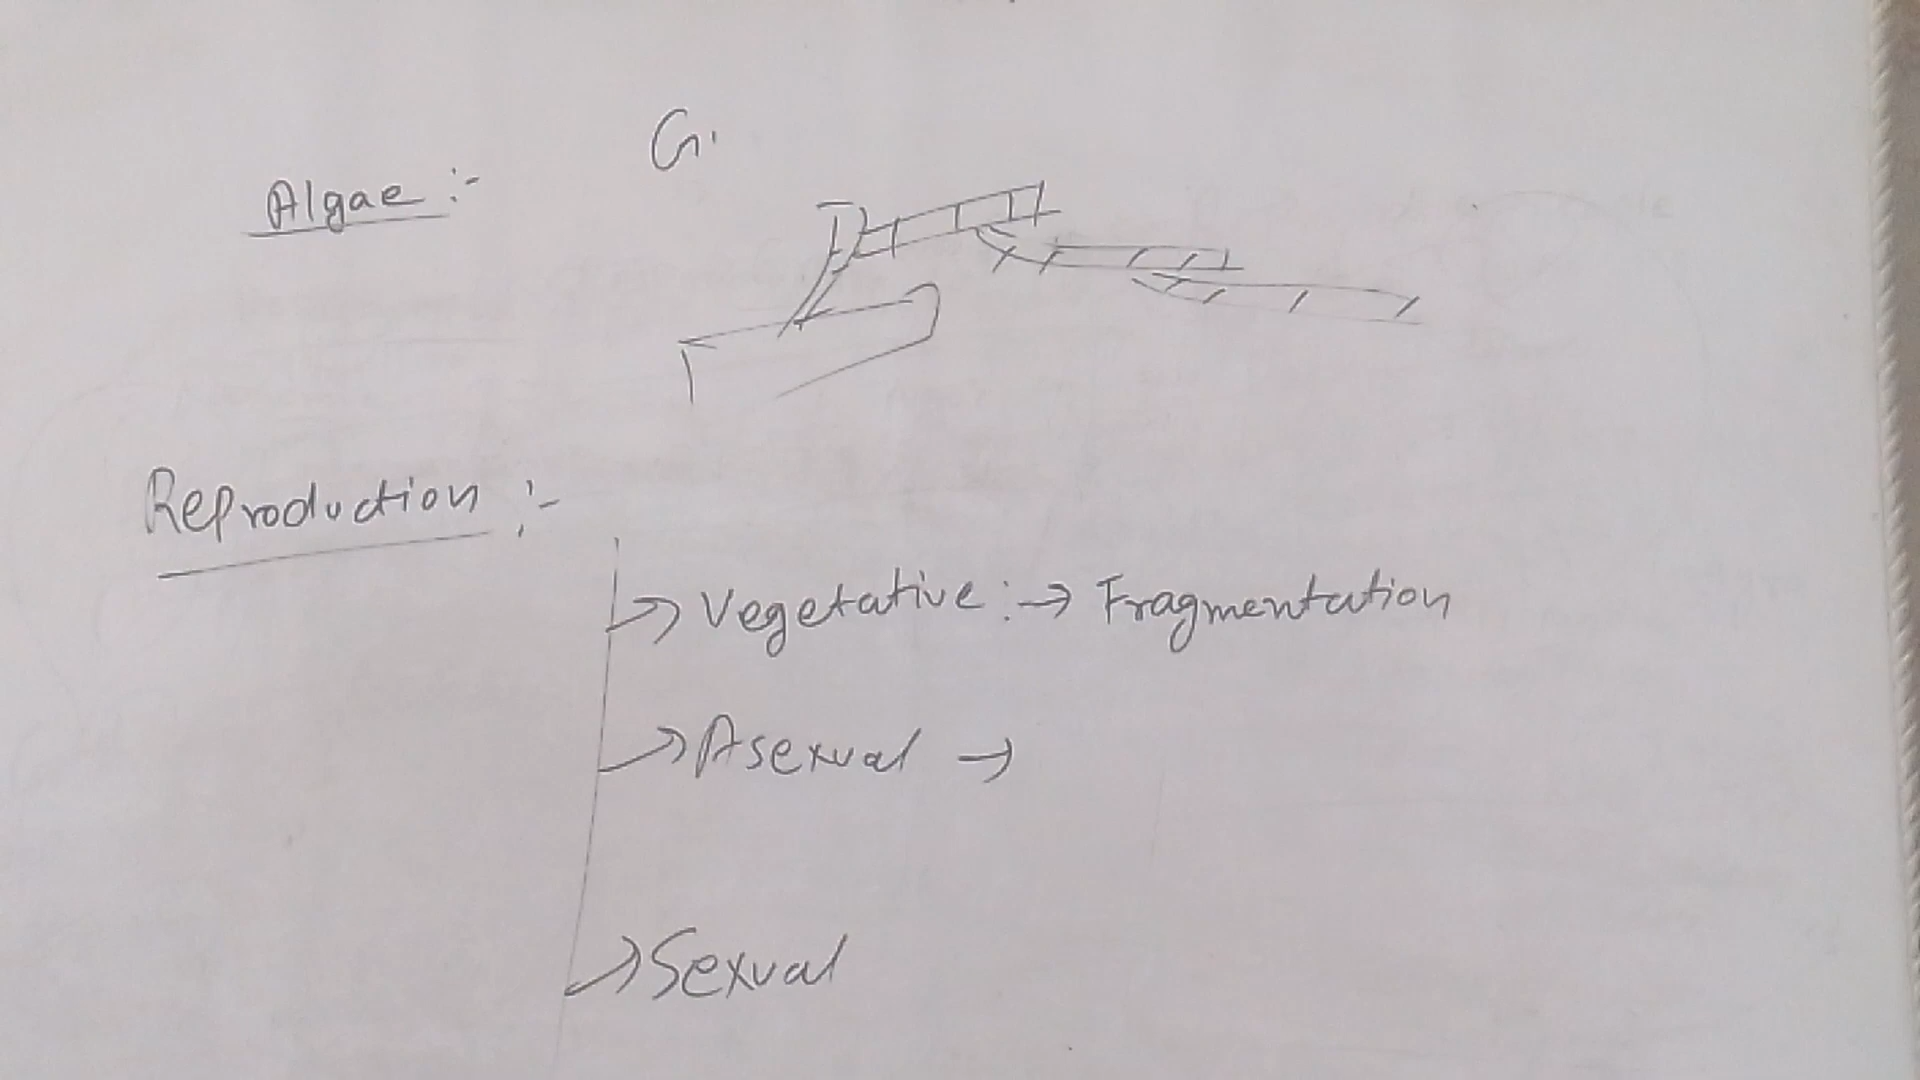 G.
Algae :-
Reproduction :-
→ Vegetative :→ Fragmentation
→ Asexual →
→ Sexual